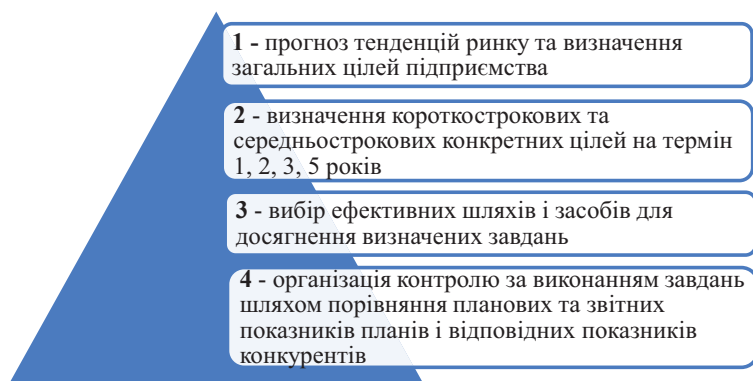 1 - прогноз тенденцій ринку та визначення
загальних цілей підприємства
2 - визначення короткострокових та
середньострокових конкретних цілей на термін
1, 2, 3, 5 років
3 - вибір ефективних шляхів і засобів для
досягнення визначених завдань
4 - організація контролю за виконанням завдань
шляхом порівняння планових та звітних
показників планів і відповідних показників
конкурентів